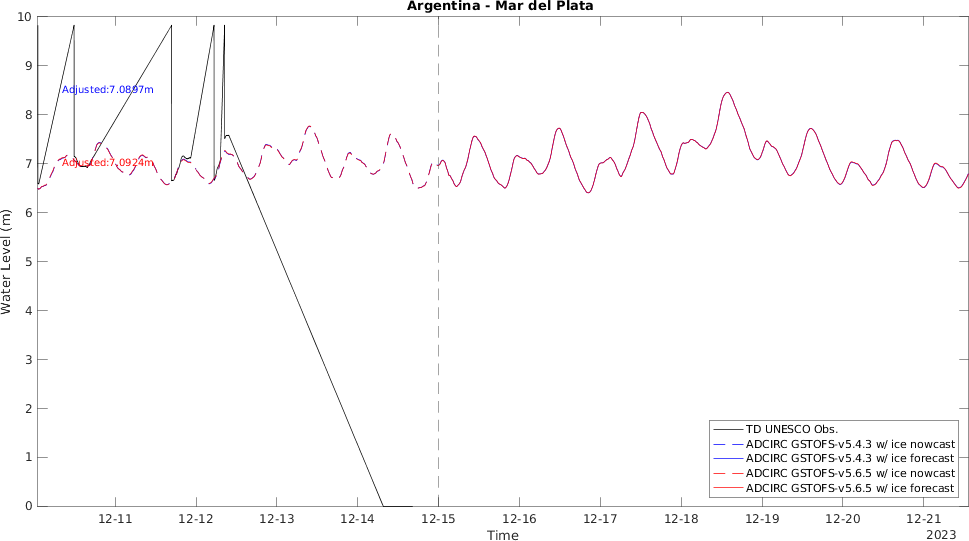 Argentina - Mar del Plata
10
9
8
7
6
5
4
3
2
1
0
Water Level (m)
Adjusted:7.0897m
Adjusted:7.0924m
TD UNESCO Obs.
ADCIRC GSTOFS-v5.4.3 w/ ice nowcast
ADCIRC GSTOFS-v5.4.3 w/ ice forecast
ADCIRC GSTOFS-v5.6.5 w/ ice nowcast
ADCIRC GSTOFS-v5.6.5 w/ ice forecast
12-11 12-12 12-13 12-14 12-15 12-16 12-17 12-18 12-19 12-20 12-21
Time
2023